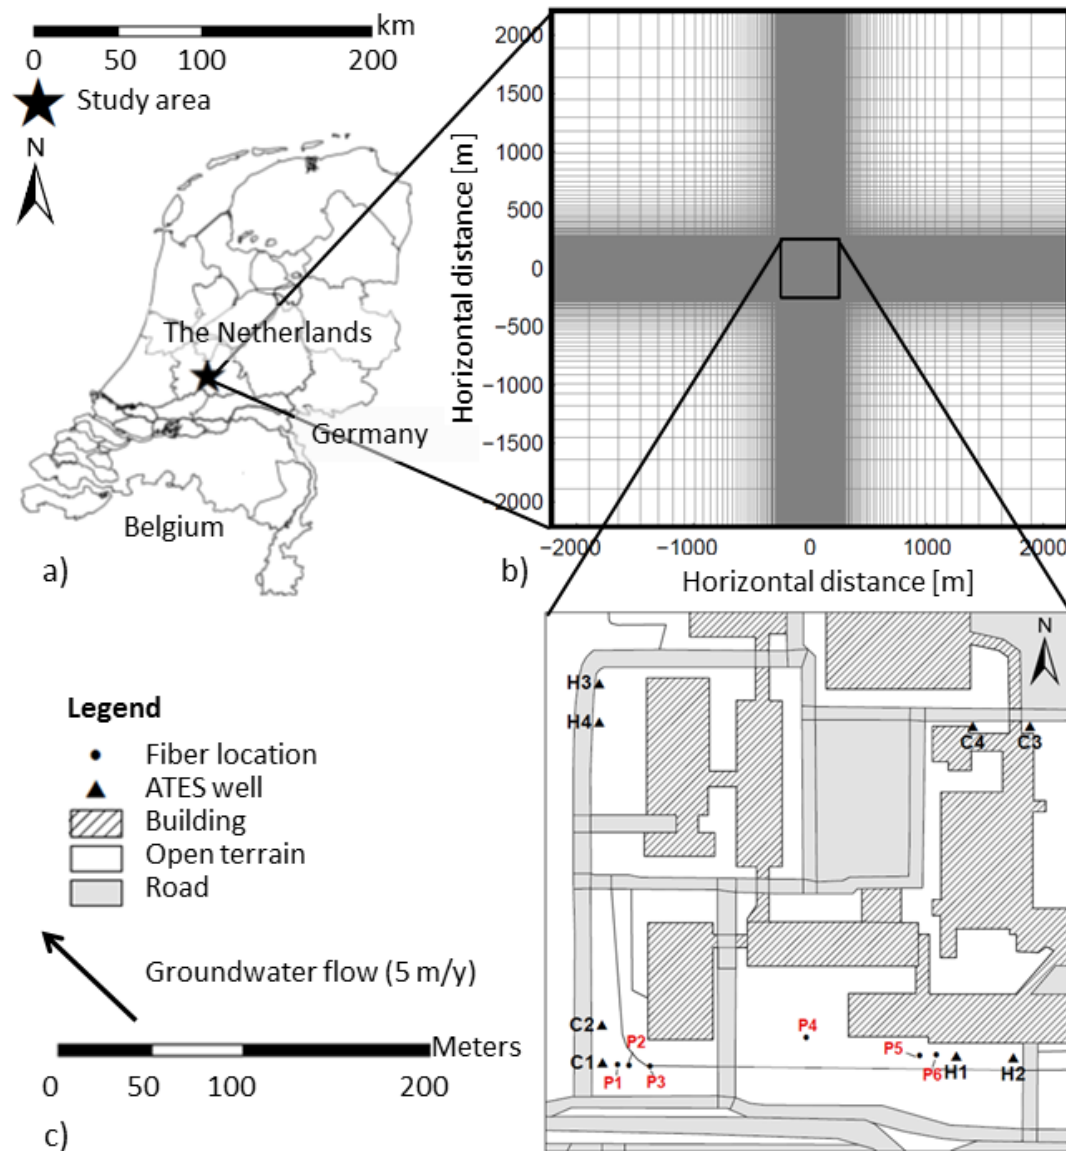 km
0 50 100 200
Study area
N
The Netherlands
Germany
Belgium
a)
Horizontal distance [m]
2000
1500
1000
500
0
−500
−1000
−1500
−2000
−2000 −1000 0 1000 2000
b)
Horizontal distance [m]
Legend
Fiber location
ATES well
Building
Open terrain
Road
Groundwater flow (5 m/y)
Meters
0 50 100 200
c)
N
H3
H4
C4 C3
C2
C1
P1
P2
P3
P4
P5
P6
H1
H2